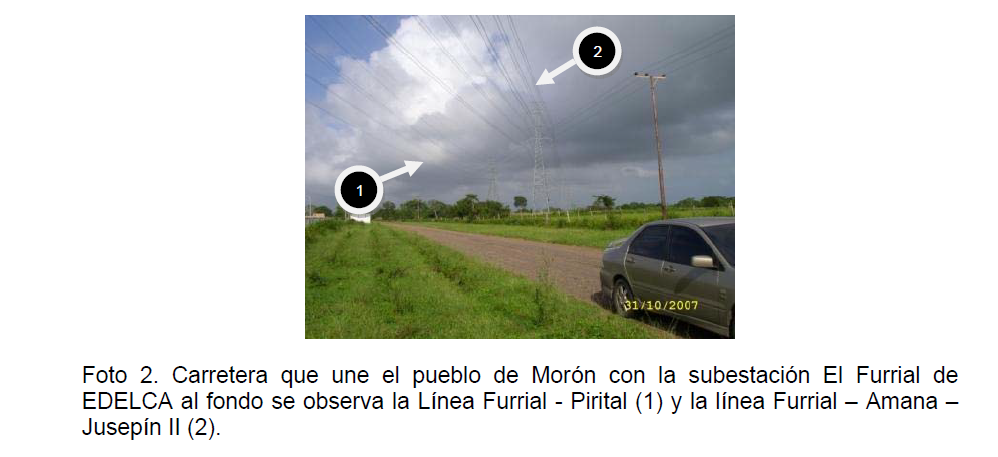 2
1
31/10/2007
Foto 2. Carretera que une el pueblo de Morón con la subestación El Furrial de
EDELCA al fondo se observa la Línea Furrial - Pirital (1) y la línea Furrial – Amana –
Jusepín II (2).